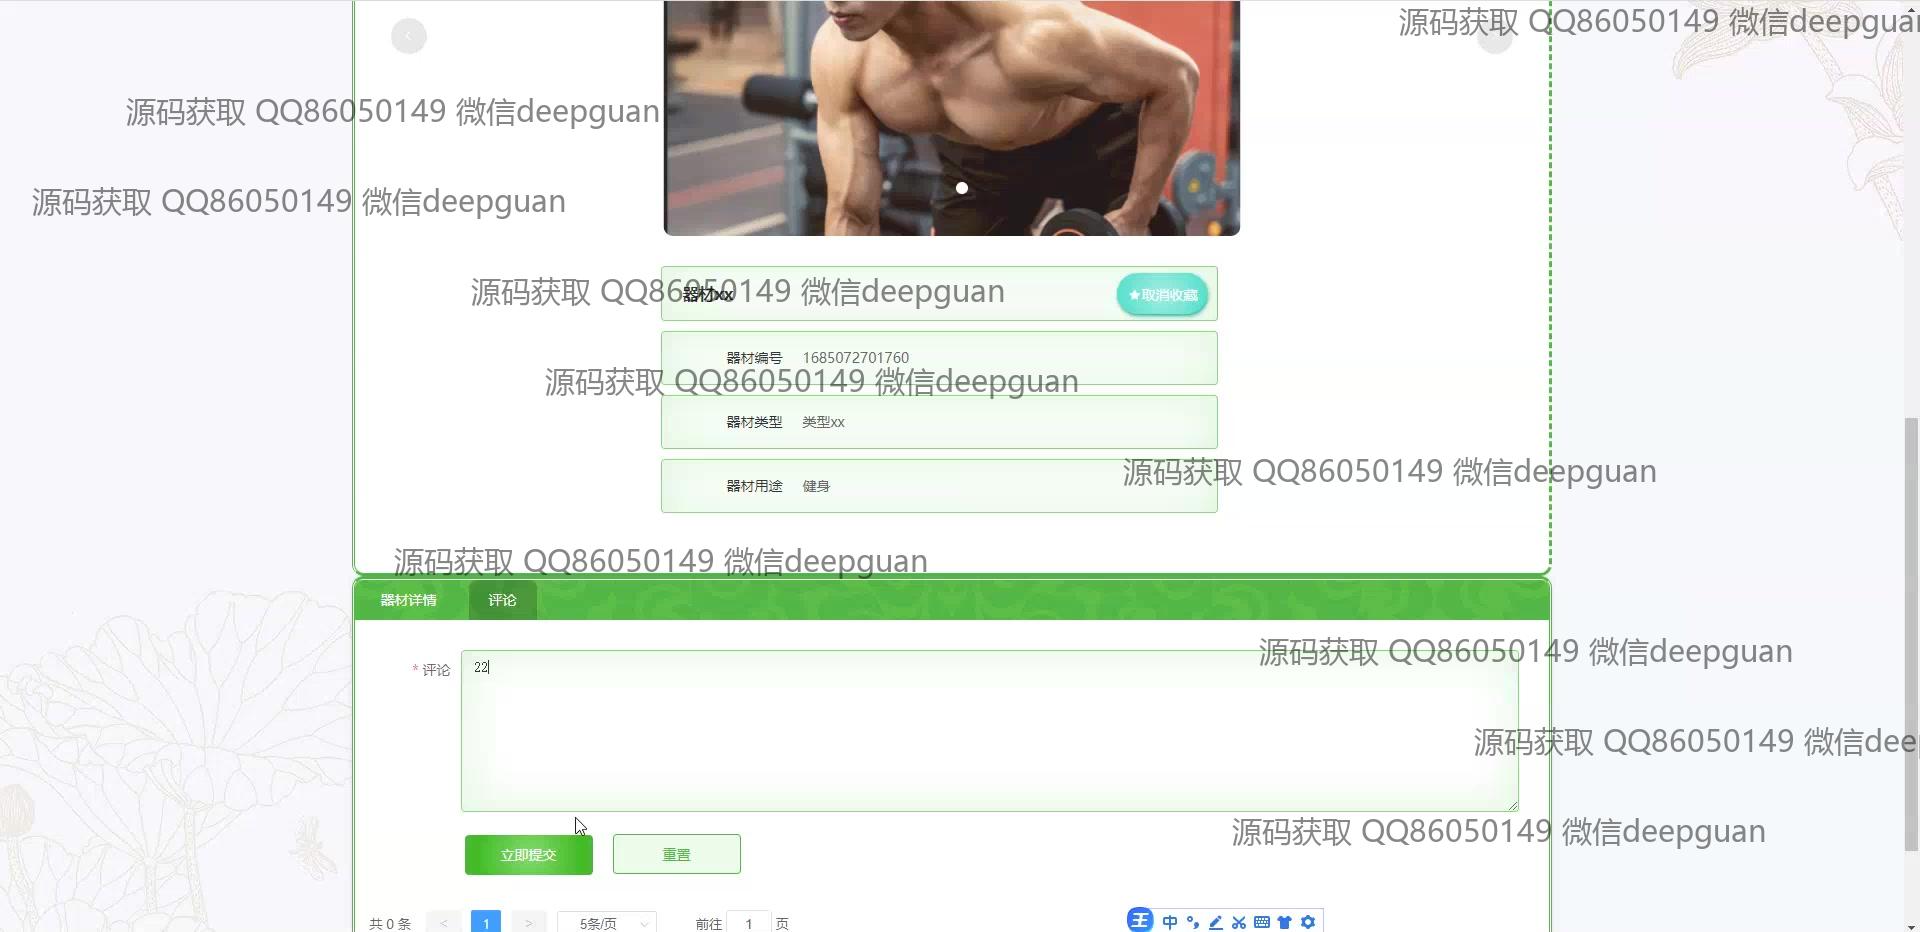 源码获取 QQ86050149 微信deepguan
源码获取 QQ86050149 微信deepguan
源码获取 QQ86050149 微信deepguan
源码获取 QQ86050149 微信deepguan
器材xx
★取消收藏
器材编号 1685072701760
源码获取 QQ86050149 微信deepguan
器材类型 类型xx
源码获取 QQ86050149 微信deepguan
器材用途 健身
源码获取 QQ86050149 微信deepguan
器材详情 评论
源码获取 QQ86050149 微信deepguan
* 评论 22
源码获取 QQ86050149 微信dee
源码获取 QQ86050149 微信deepguan
立即提交 重置
共 0 条 < 1 > 5条/页 前往 1 页
王 中